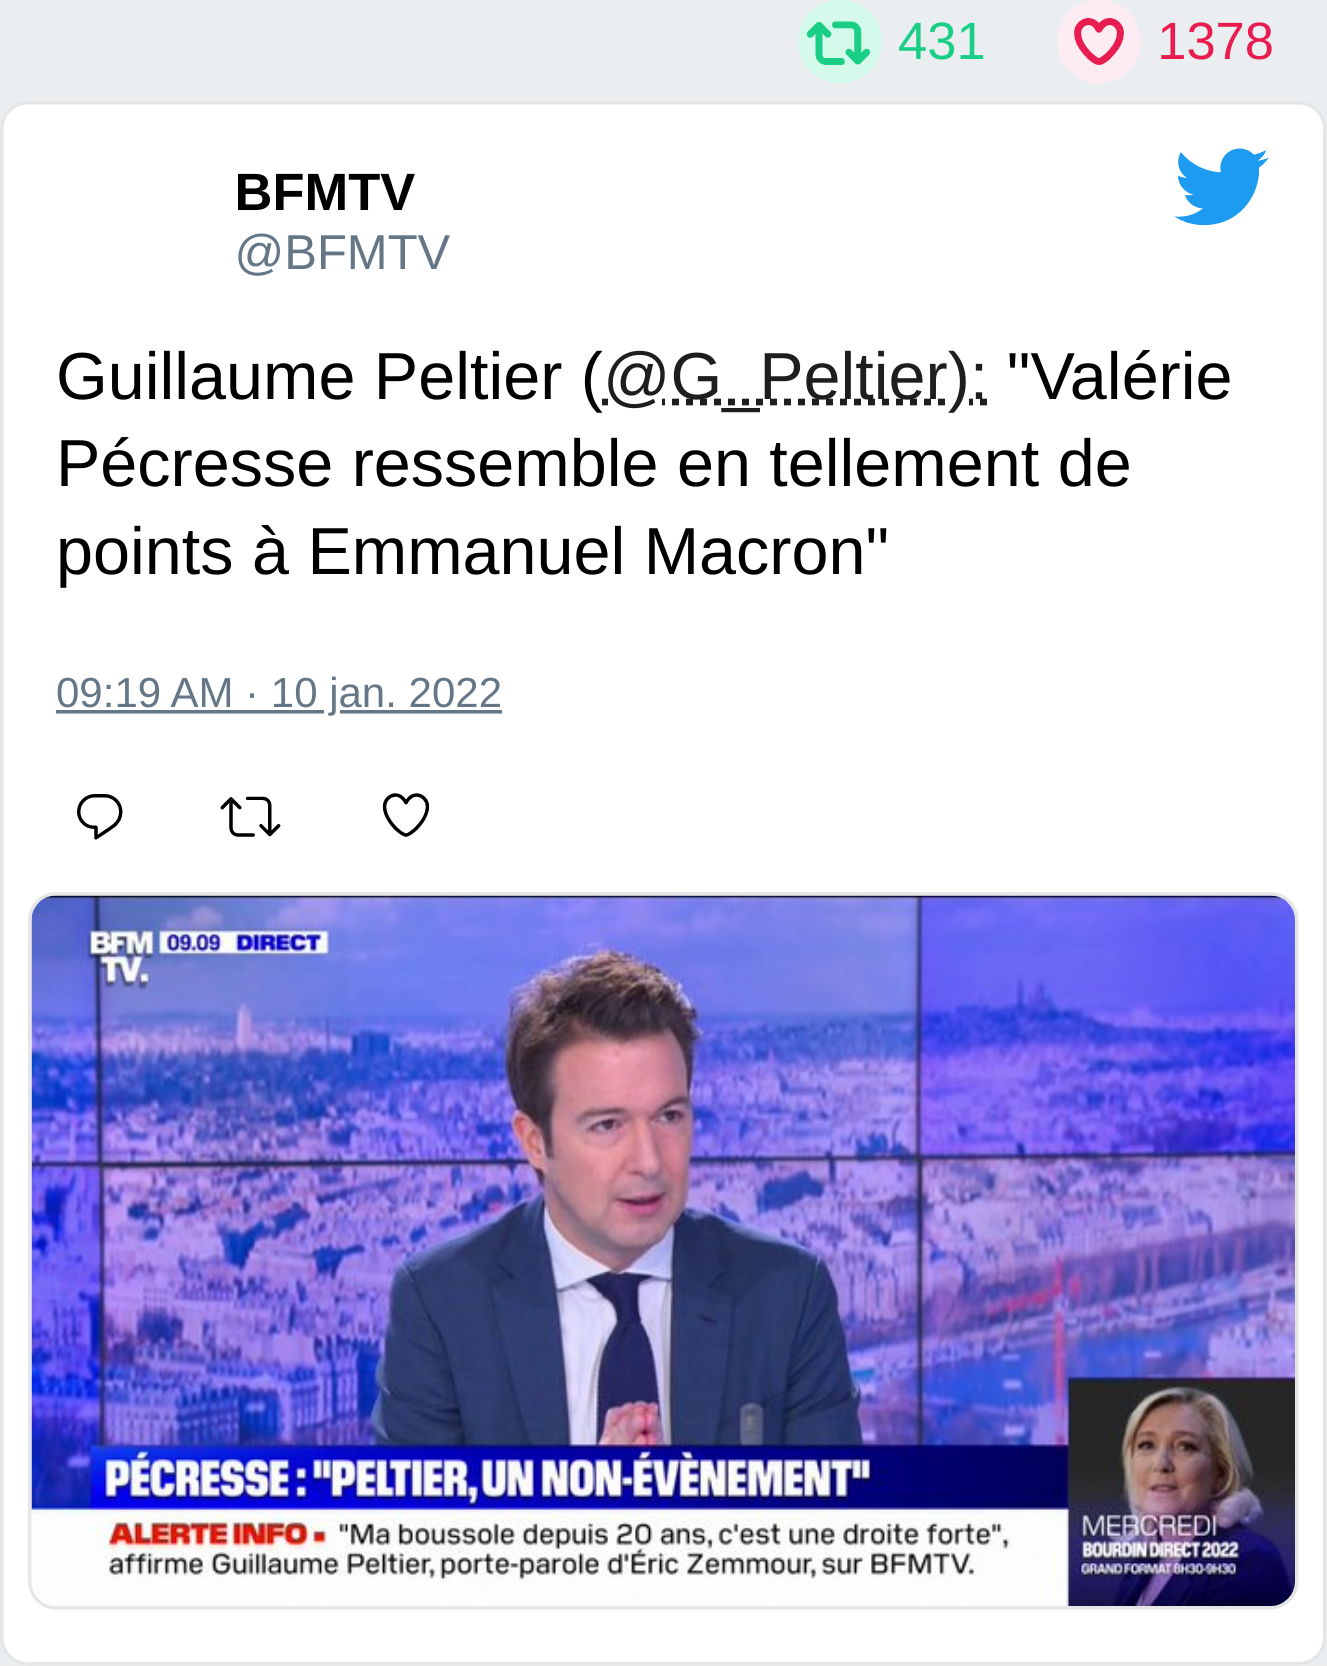 431 1378
BFMTV
@BFMTV
Guillaume Peltier (@G_Peltier): "Valérie
Pécresse ressemble en tellement de
points à Emmanuel Macron"
09:19 AM · 10 jan. 2022
BFM 09.09 DIRECT
TV.
PÉCRESSE : "PELTIER, UN NON-ÉVÈNEMENT"
ALERTE INFO ▪ "Ma boussole depuis 20 ans, c'est une droite forte",
affirme Guillaume Peltier, porte-parole d'Éric Zemmour, sur BFMTV.
MERCREDI
BOURDIN DIRECT 2022
GRAND FORMAT 8H30-9H30